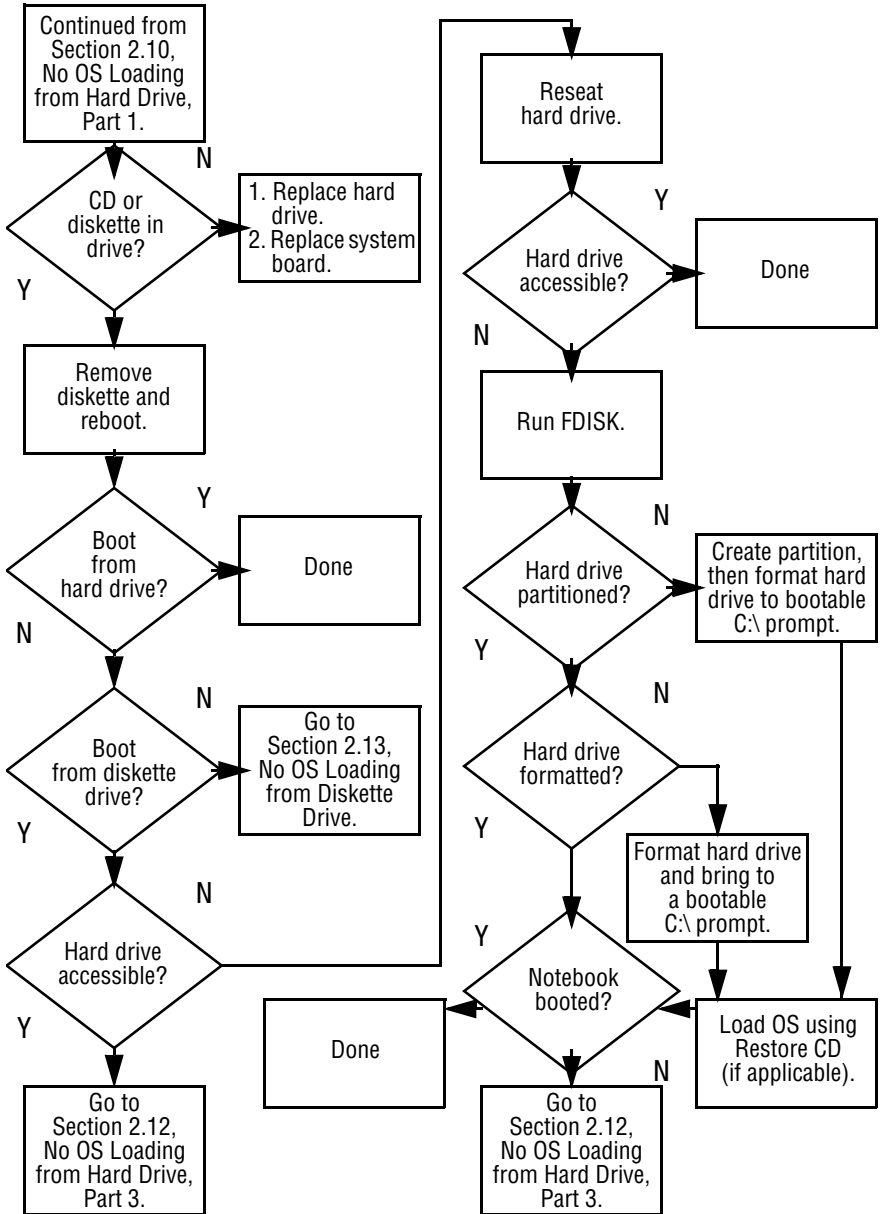 Continued from
Section 2.10,
No OS Loading
from Hard Drive,
Part 1.
N
CD or
diskette in
drive?
1. Replace hard
drive.
2. Replace system
board.
Y
Remove
diskette and
reboot.
Y
Boot
from
hard drive?
Done
N
N
Boot
from diskette
drive?
Go to
Section 2.13,
No OS Loading
from Diskette
Drive.
Y
N
Hard drive
accessible?
Y
Go to
Section 2.12,
No OS Loading
from Hard Drive,
Part 3.
Reseat
hard drive.
Y
Hard drive
accessible?
Done
N
Run FDISK.
N
Hard drive
partitioned?
Create partition,
then format hard
drive to bootable
C:\ prompt.
Y
N
Hard drive
formatted?
Y
Format hard drive
and bring to
a bootable
C:\ prompt.
Y
Notebook
booted?
Done
Load OS using
Restore CD
(if applicable).
N
Go to
Section 2.12,
No OS Loading
from Hard Drive,
Part 3.